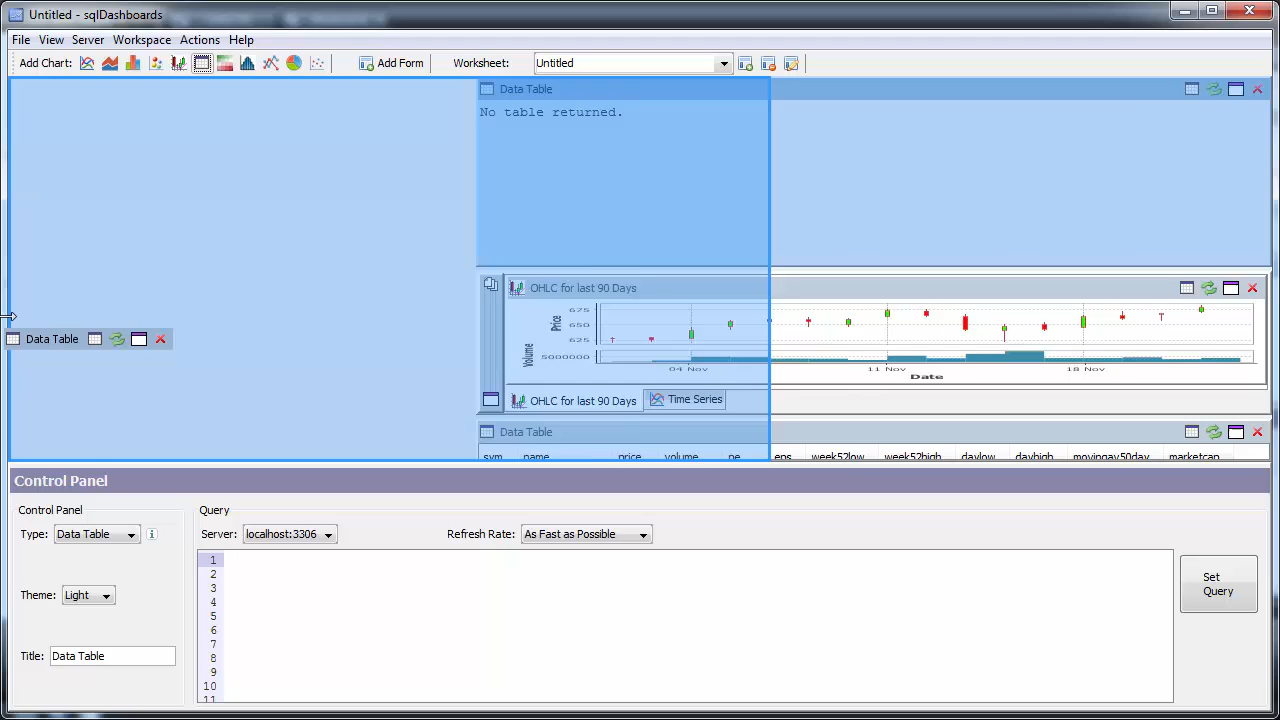 Untitled - sqlDashboards
File View Server Workspace Actions Help
Add Chart: Add Form Worksheet: Untitled
Data Table
No table returned.
OHLC for last 90 Days
Price
675
650
625
Volume
5000000
04 Nov 11 Nov 18 Nov
Date
Data Table
OHLC for last 90 Days Time Series
Data Table
sym name price volume pe eps week52low week52high daylow dayhigh movingav50day marketcap
Control Panel
Control Panel
Type: Data Table
Theme: Light
Title: Data Table
Query
Server: localhost:3306 Refresh Rate: As Fast as Possible
1
2
3
4
5
6
7
8
9
10
11
Set
Query